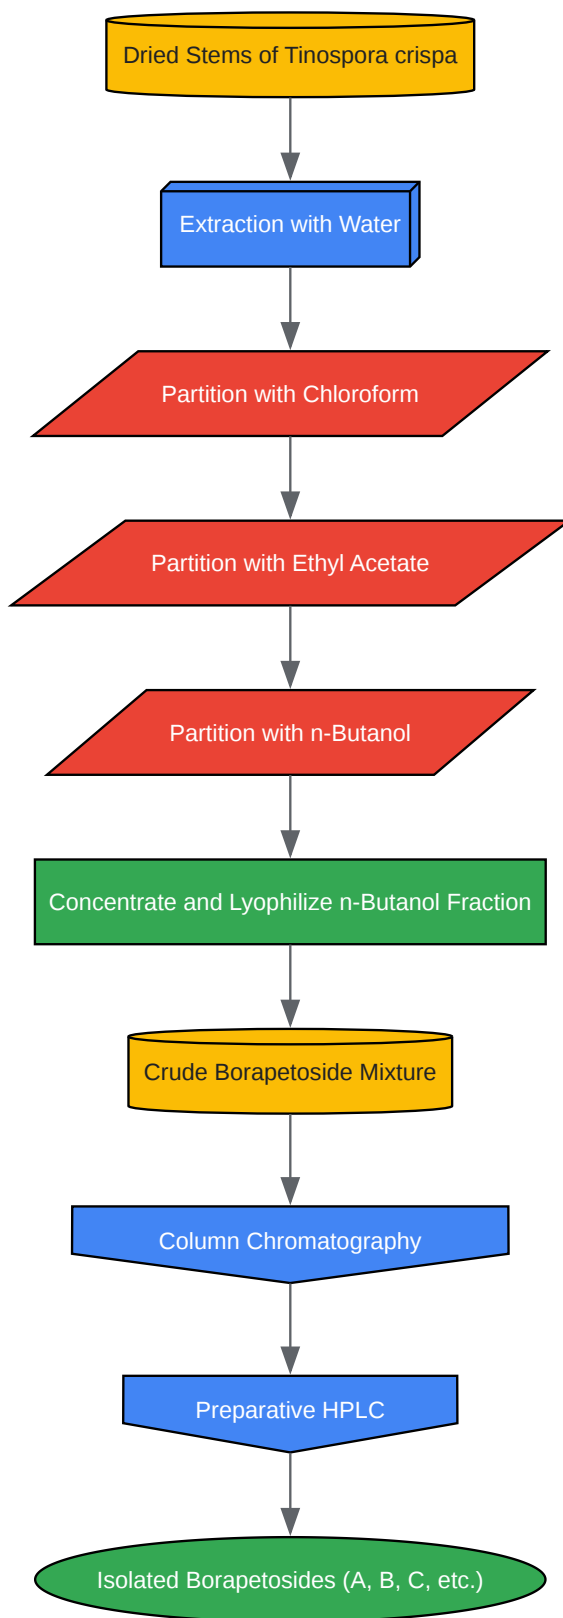 Dried Stems of Tinospora crispa
Extraction with Water
Partition with Chloroform
Partition with Ethyl Acetate
Partition with n-Butanol
Concentrate and Lyophilize n-Butanol Fraction
Crude Borapetoside Mixture
Column Chromatography
Preparative HPLC
Isolated Borapetosides (A, B, C, etc.)